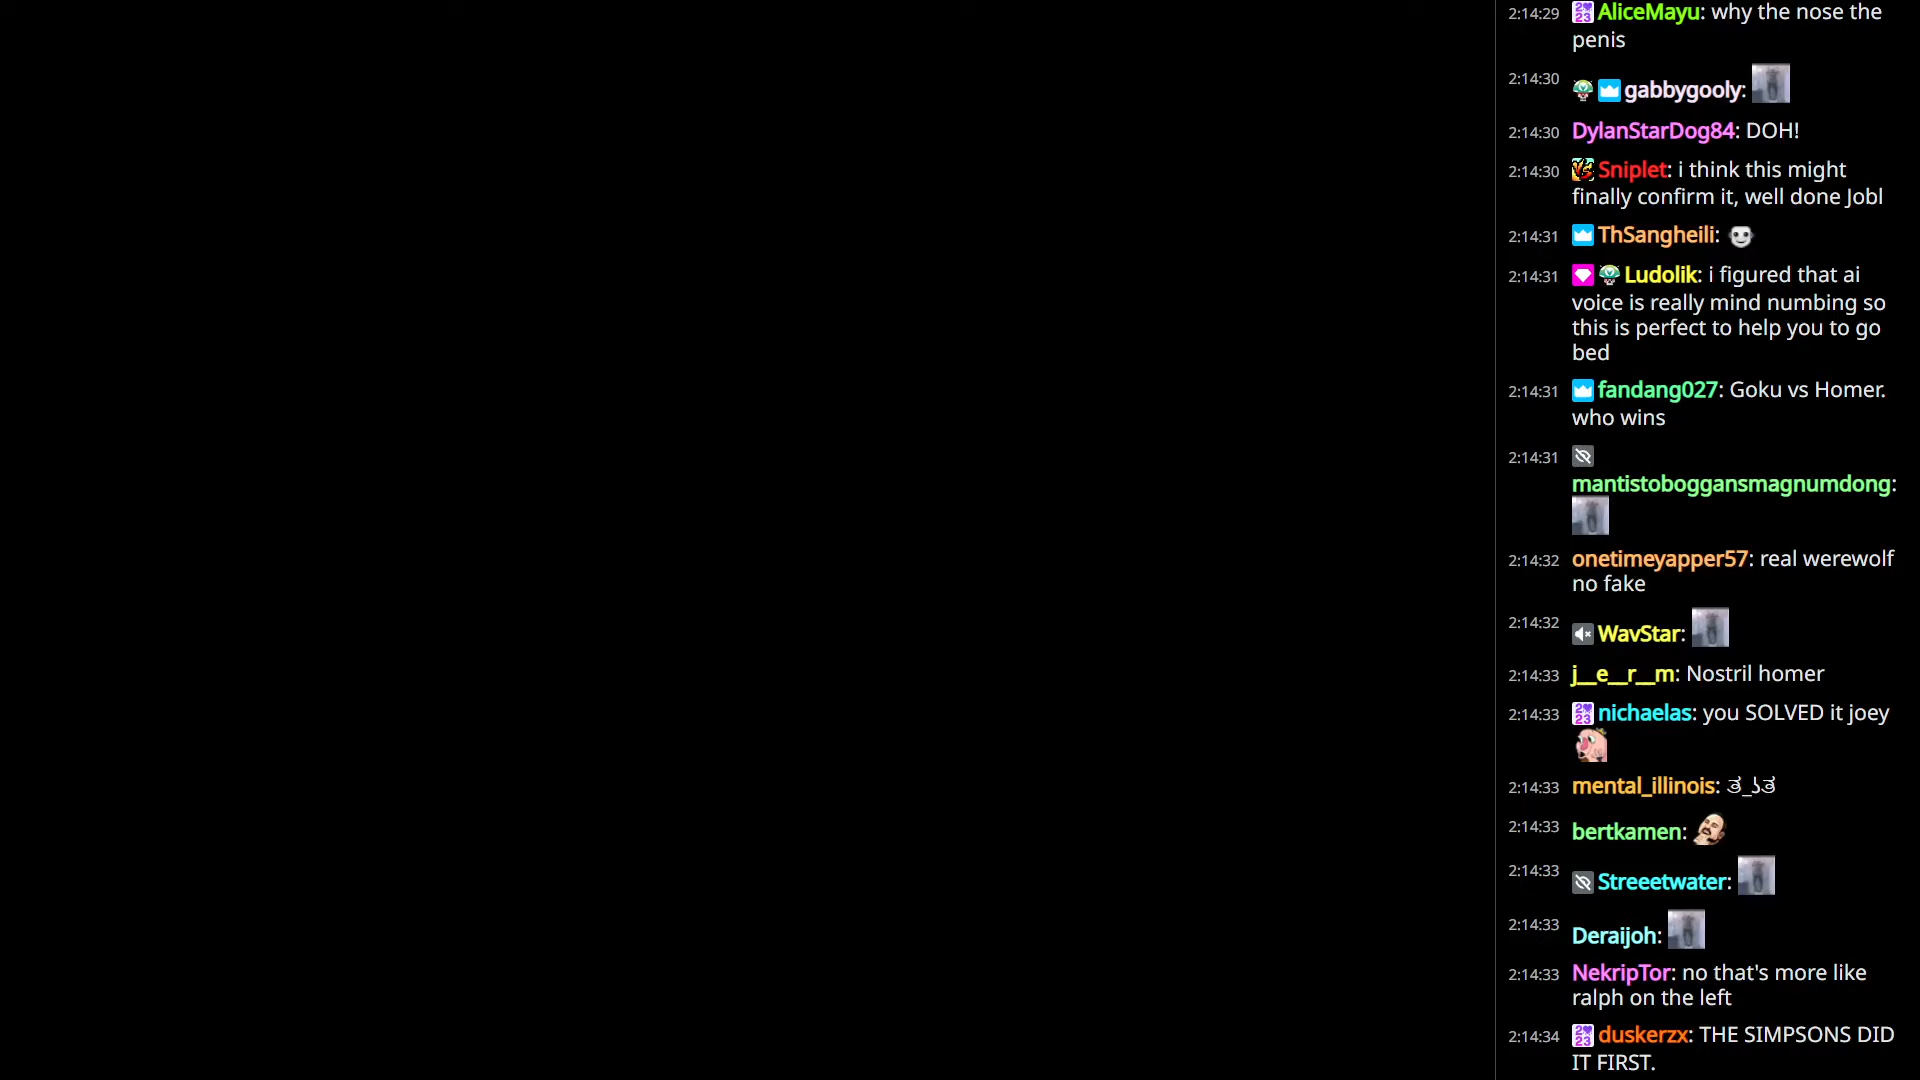 2:14:29 AliceMayu: why the nose the
penis
2:14:30 gabbygooly:
2:14:30 DylanStarDog84: DOH!
2:14:30 Sniplet: i think this might
finally confirm it, well done Jobl
2:14:31 ThSangheili:
2:14:31 Ludolik: i figured that ai
voice is really mind numbing so
this is perfect to help you to go
bed
2:14:31 fandang027: Goku vs Homer.
who wins
2:14:31
mantistoboggansmagnumdong:
2:14:32 onetimeyapper57: real werewolf
no fake
2:14:32 WavStar:
2:14:33 j__e__r__m: Nostril homer
2:14:33 nichaelas: you SOLVED it joey
2:14:33 mental_illinois: ತ_ʖತ
2:14:33 bertkamen:
2:14:33 Streeetwater:
2:14:33 Deraijoh:
2:14:33 NekripTor: no that's more like
ralph on the left
2:14:34 duskerzx: THE SIMPSONS DID
IT FIRST.